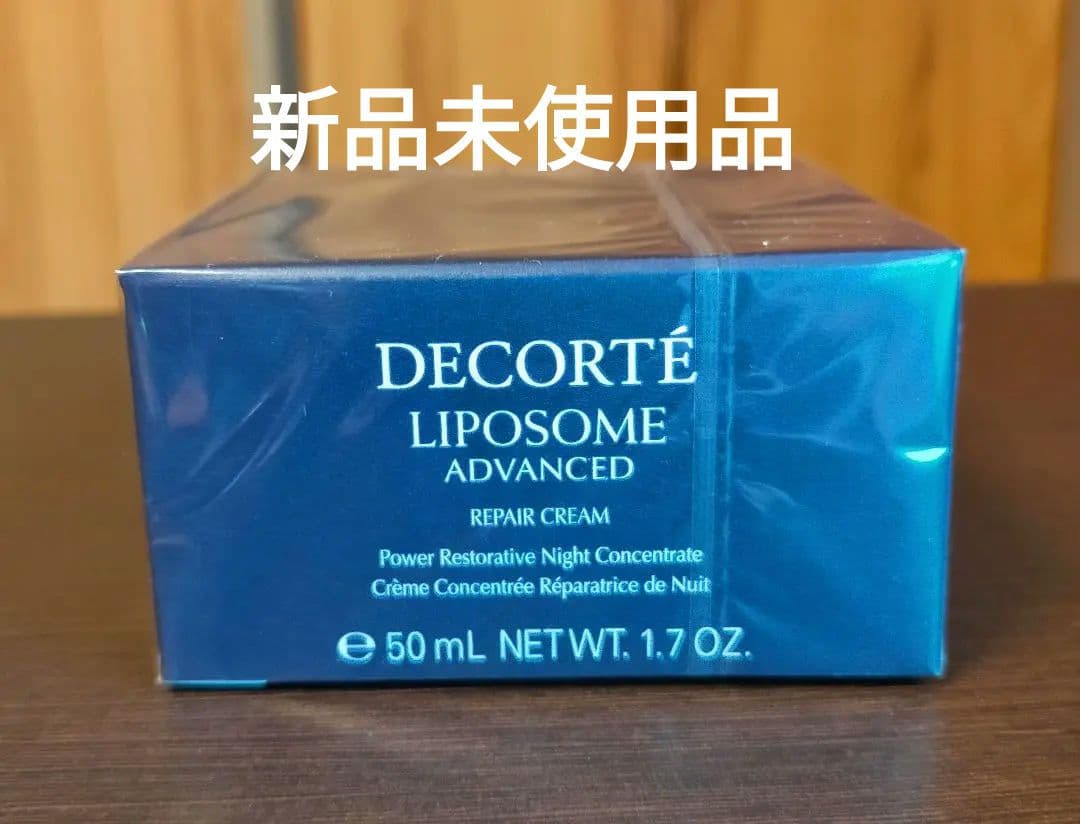 新品未使用品
DECORTÉ
LIPOSOME
ADVANCED
REPAIR CREAM
Power Restorative Night Concentrate
Crème Concentrée Réparatrice de Nuit
℮ 50 mL NET WT. 1.7 OZ.